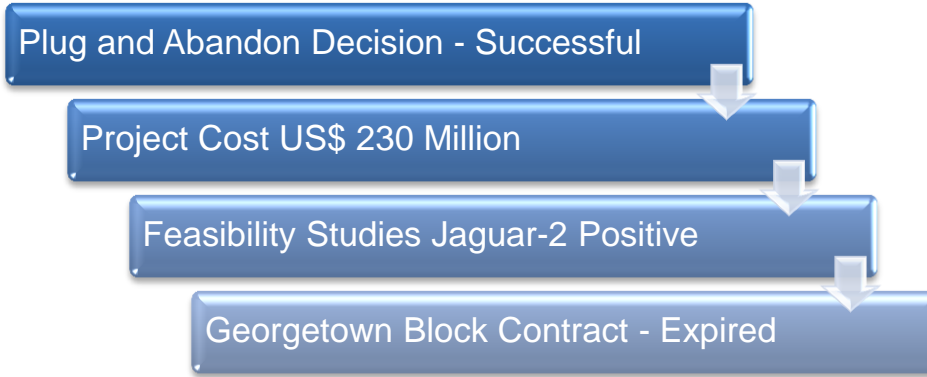 Plug and Abandon Decision - Successful
Project Cost US$ 230 Million
Feasibility Studies Jaguar-2 Positive
Georgetown Block Contract - Expired